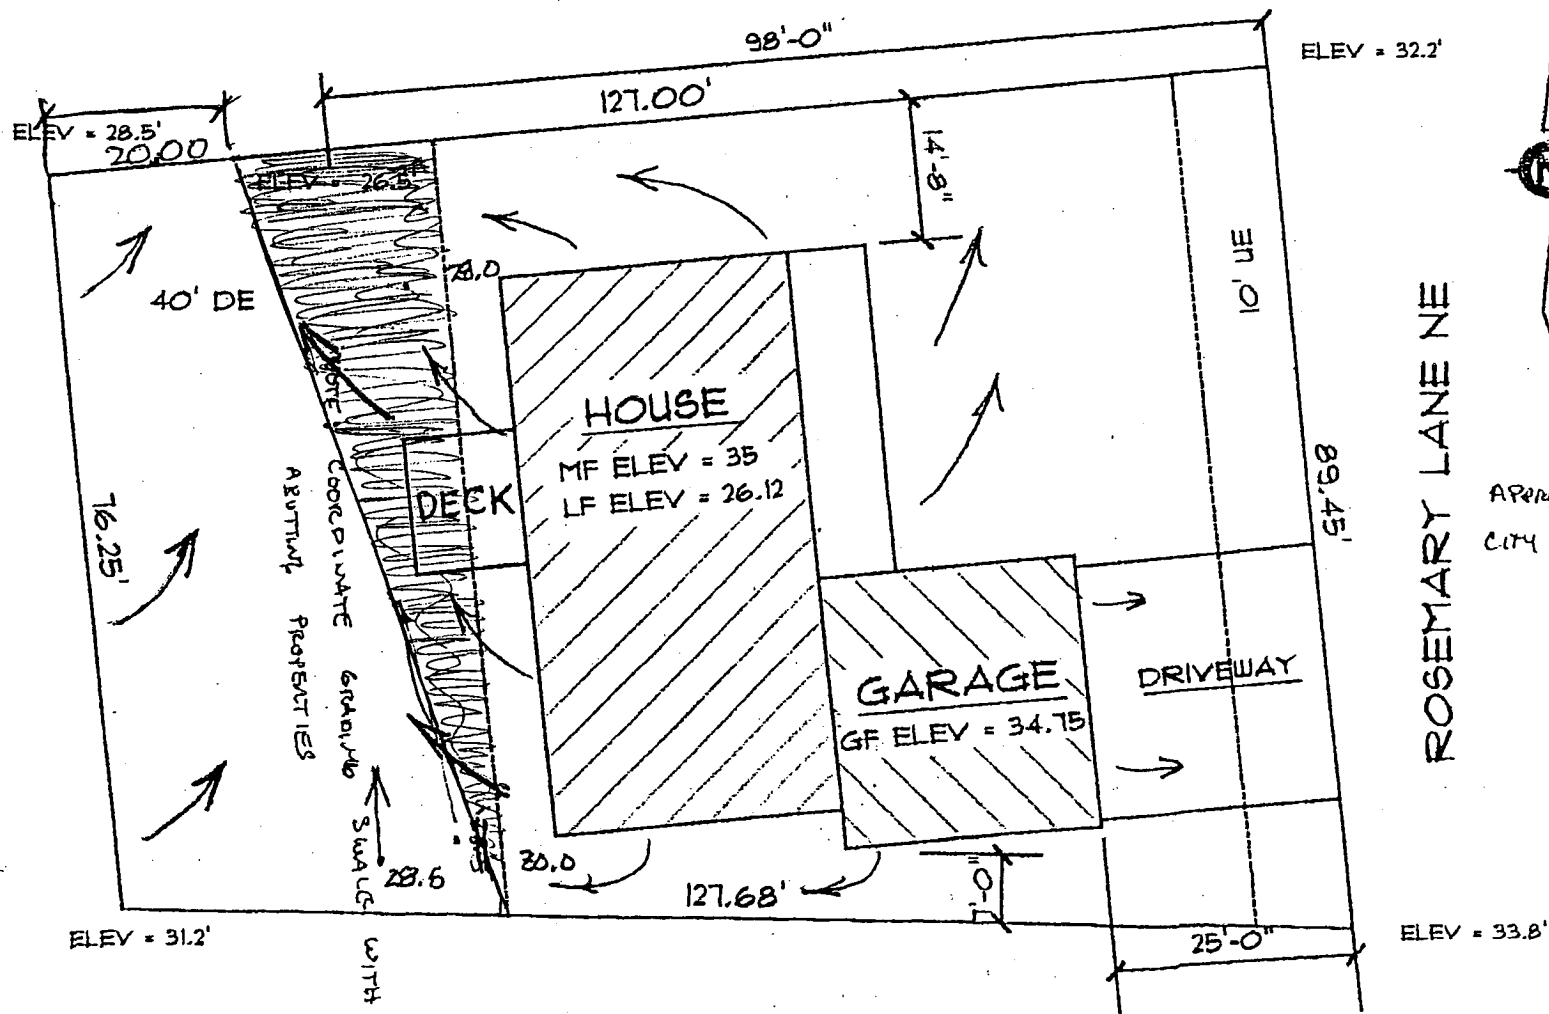 98'-0"
ELEV = 32.2'
127.00'
ELEV = 28.5'
20.00
14'-8"
ELEV = 26.5'
10' UE
40' DE
HOUSE
MF ELEV = 35
LF ELEV = 26.12
DECK
76.25'
NOTE: COORDINATE GRADING SWALE WITH
ABUTTING PROPERTIES
89.45'
ROSEMARY LANE NE
CITY
GARAGE
GF ELEV = 34.75
DRIVEWAY
28.6
30.0
127.68'
25'-0"
ELEV = 31.2'
ELEV = 33.8'